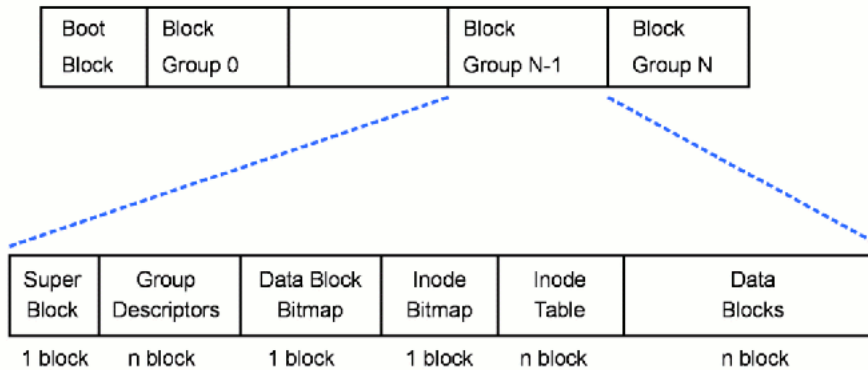 Boot Block Block Block
Block Group 0 Group N-1 Group N
Super Group Data Block Inode Inode Data
Block Descriptors Bitmap Bitmap Table Blocks
1 block n block 1 block 1 block n block n block